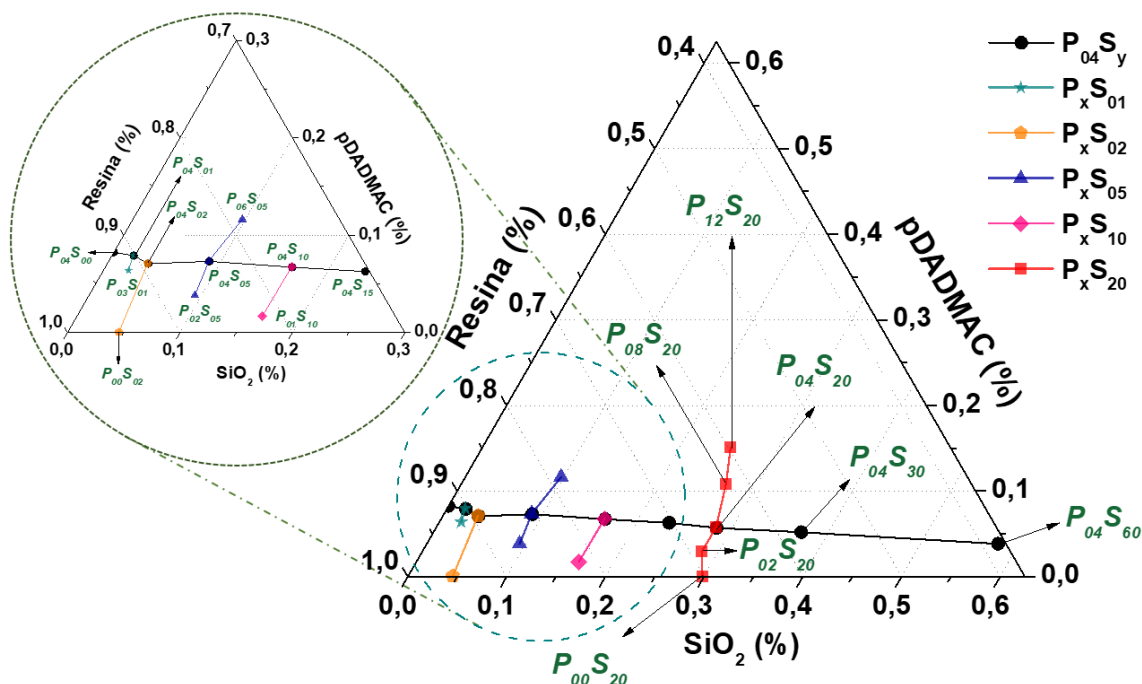 0,7
0,3
0,8
0,2
Resina (%)
pDADMAC (%)
P04S01
P04S02
P06S05
0,9
0,1
P04S00
P04S10
P03S01
P04S05
P04S15
P02S05
P01S10
1,0
0,0
0,0
0,1
0,2
0,3
SiO2 (%)
P00S02
0,4
0,6
0,5
0,5
0,6
0,4
Resina (%)
pDADMAC (%)
P12S20
0,7
0,3
P08S20
P04S20
0,8
0,2
P04S30
0,9
0,1
P04S60
P02S20
1,0
0,0
0,0
0,1
0,2
0,3
0,4
0,5
0,6
SiO2 (%)
P00S20
P04Sy
PxS01
PxS02
PxS05
PxS10
PxS20